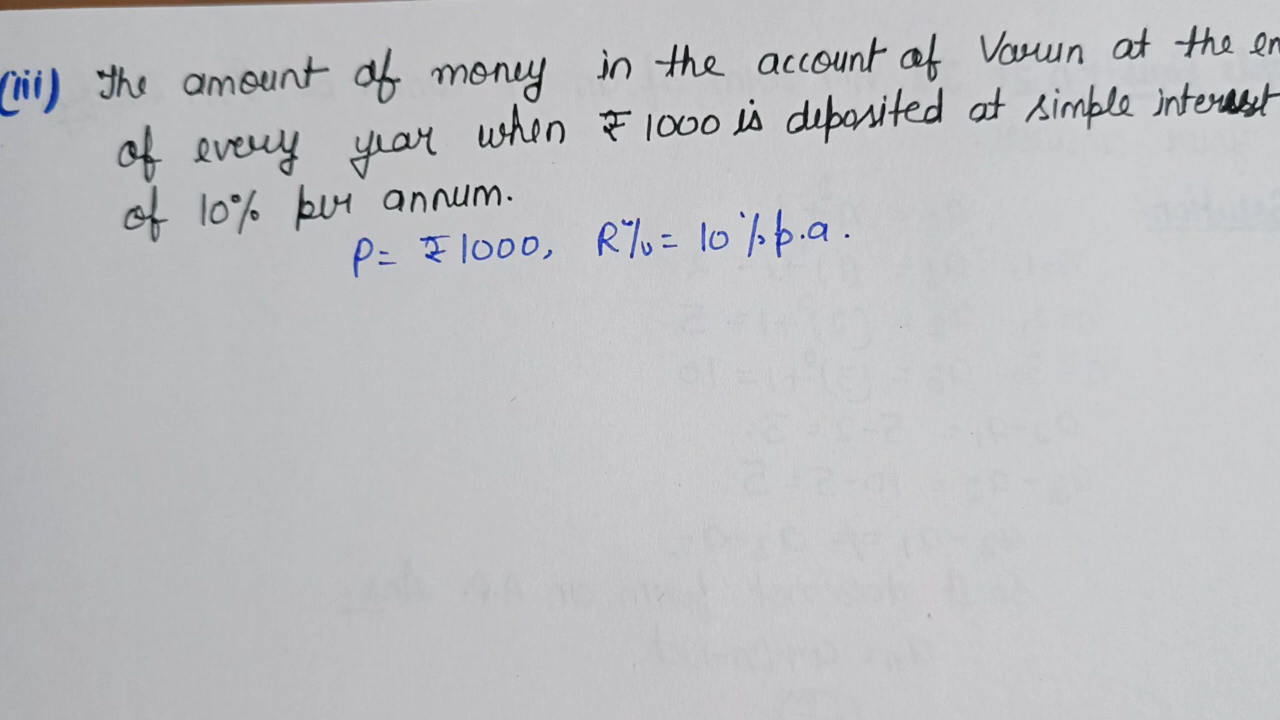 (iii) The amount of money in the account of Varun at the en
of every year when ₹ 1000 is deposited at simple interest
of 10% per annum.
P= ₹ 1000, R%= 10% p.a.